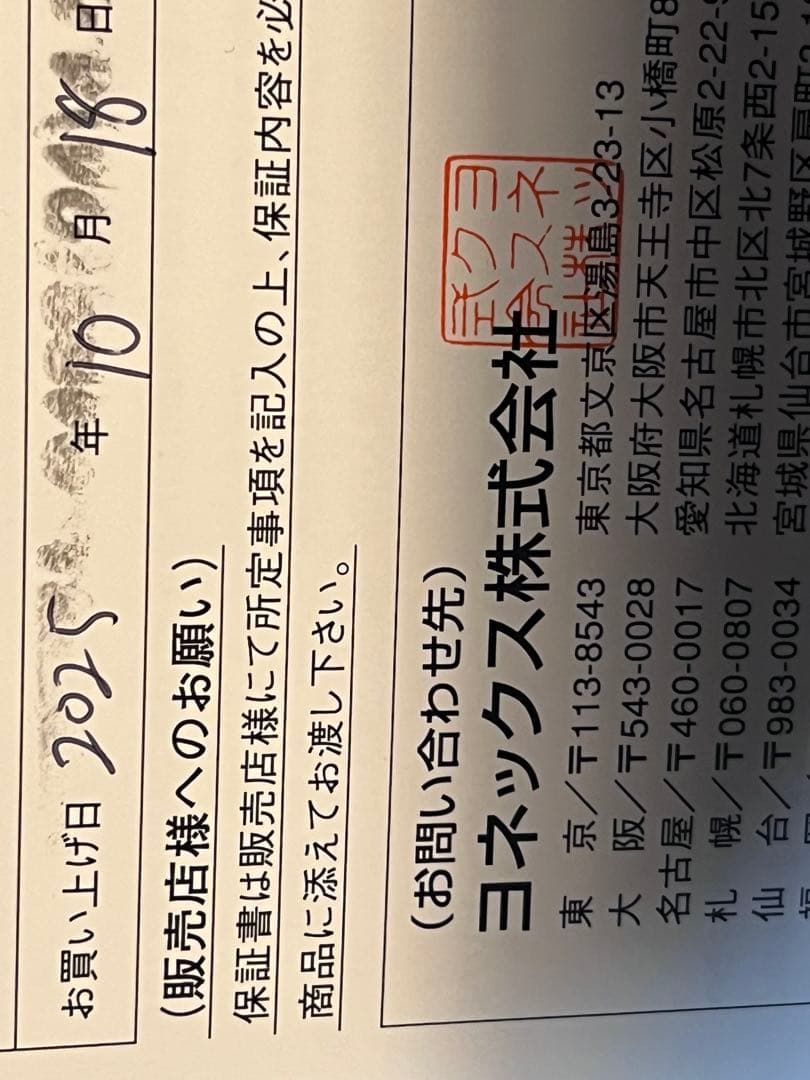 お買い上げ日 2025 年 10 月 18 日
(販売店様へのお願い)
保証書は販売店様にて所定事項を記入の上、保証内容を必
商品に添えてお渡し下さい。
(お問い合わせ先)
ヨネックス株式会社
東 京／〒113-8543 東京都文京区湯島3-23-13
大 阪／〒543-0028 大阪府大阪市天王寺区小橋町8
名古屋／〒460-0017 愛知県名古屋市中区松原2-22-
札 幌／〒060-0807 北海道札幌市北区北7条西2-15
仙 台／〒983-0034 宮城県仙台市宮城野区扇町